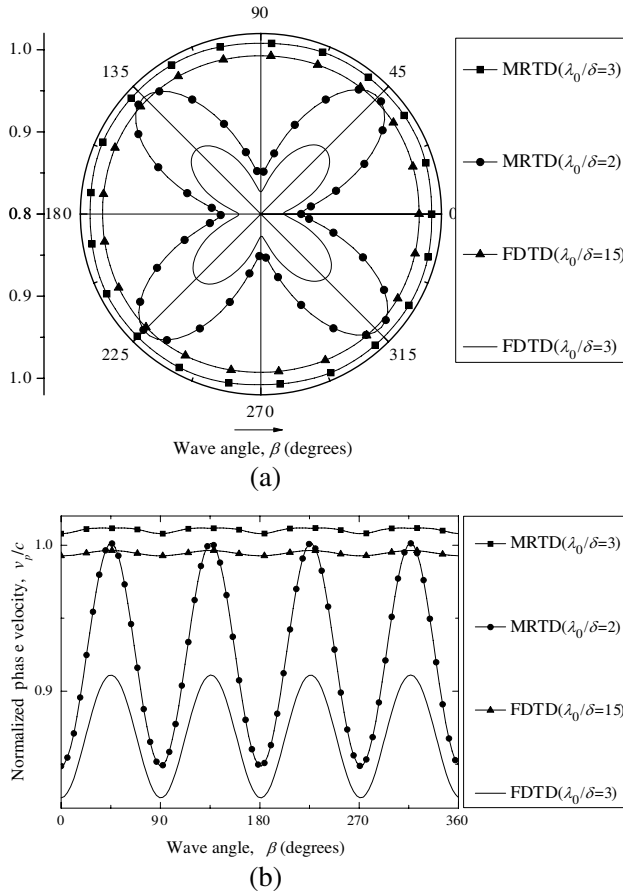 90
1.0
135
45
MRTD(λ0/δ=3)
0.9
MRTD(λ0/δ=2)
0.8
180
0
FDTD(λ0/δ=15)
0.9
225
315
FDTD(λ0/δ=3)
1.0
270
Wave angle, β (degrees)
(a)
Normalized phas e velocity, vp/c
1.0
0.9
MRTD(λ0/δ=3)
MRTD(λ0/δ=2)
FDTD(λ0/δ=15)
FDTD(λ0/δ=3)
0 90 180 270 360
Wave angle, β (degrees)
(b)